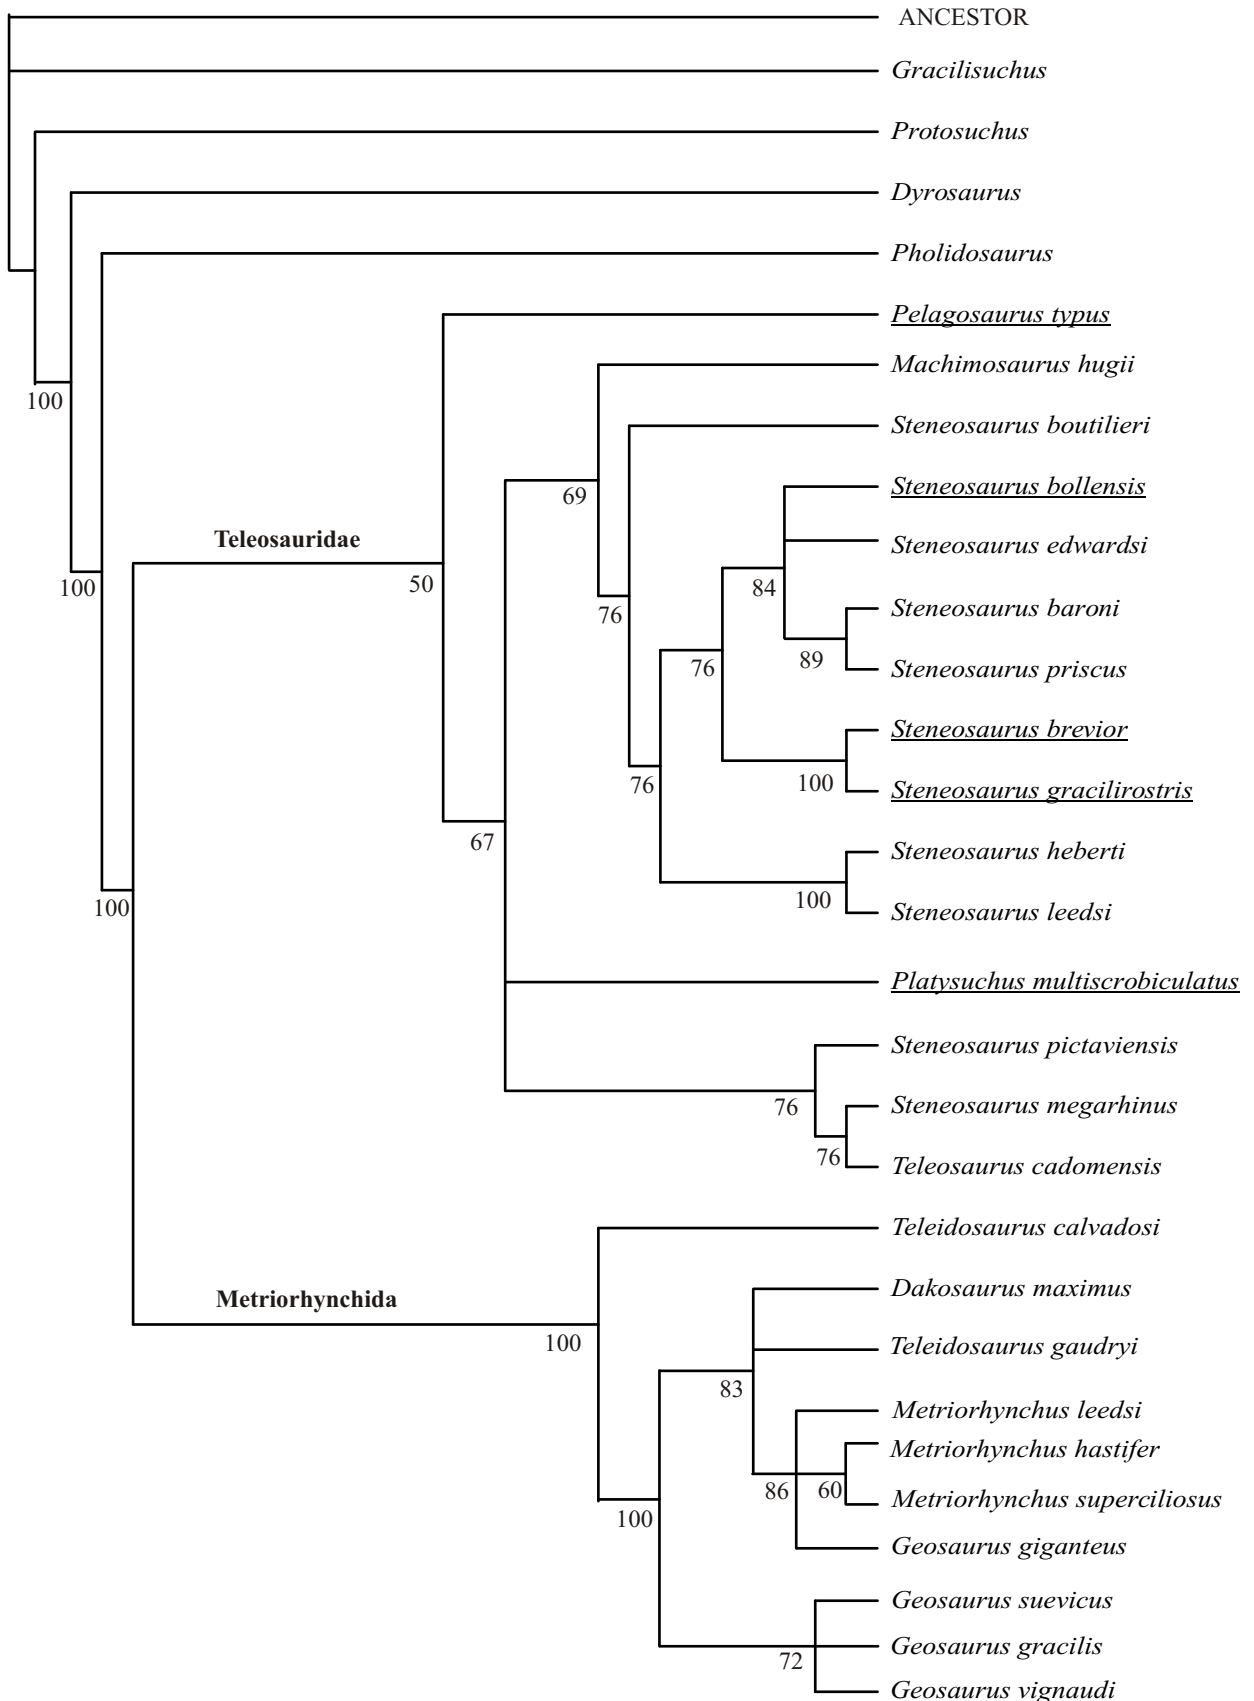 ANCESTOR
Gracilisuchus
Protosuchus
Dyrosaurus
Pholidosaurus
Pelagosaurus typus
Machimosaurus hugii
100
Steneosaurus boutilieri
Steneosaurus bollensis
69
Teleosauridae
Steneosaurus edwardsi
100
50
84
Steneosaurus baroni
76
89
Steneosaurus priscus
76
Steneosaurus brevior
76
100
Steneosaurus gracilirostris
67
Steneosaurus heberti
100
100
Steneosaurus leedsi
Platysuchus multiscrobiculatus
Steneosaurus pictaviensis
76
Steneosaurus megarhinus
76
Teleosaurus cadomensis
Teleidosaurus calvadosi
Metriorhynchida
Dakosaurus maximus
100
Teleidosaurus gaudryi
83
Metriorhynchus leedsi
Metriorhynchus hastifer
86
60
Metriorhynchus superciliosus
100
Geosaurus giganteus
Geosaurus suevicus
Geosaurus gracilis
72
Geosaurus vignaudi